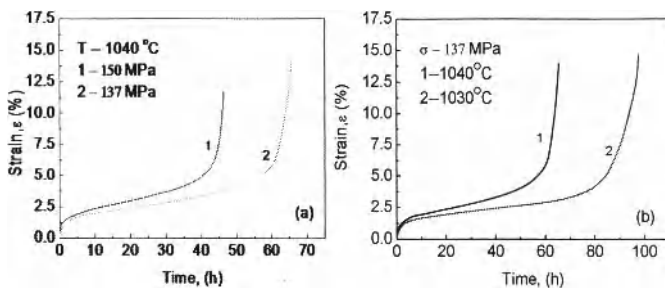 17.5
15.0
12.5
10.0
7.5
5.0
2.5
0.0
Strain, ε (%)
T – 1040 °C
1 – 150 MPa
2 – 137 MPa
1
2
(a)
0 10 20 30 40 50 60 70
Time, (h)
17.5
15.0
12.5
10.0
7.5
5.0
2.5
0.0
Strain, ε (%)
σ - 137 MPa
1–1040°C
2–1030°C
1
2
(b)
0 20 40 60 80 100
Time, (h)